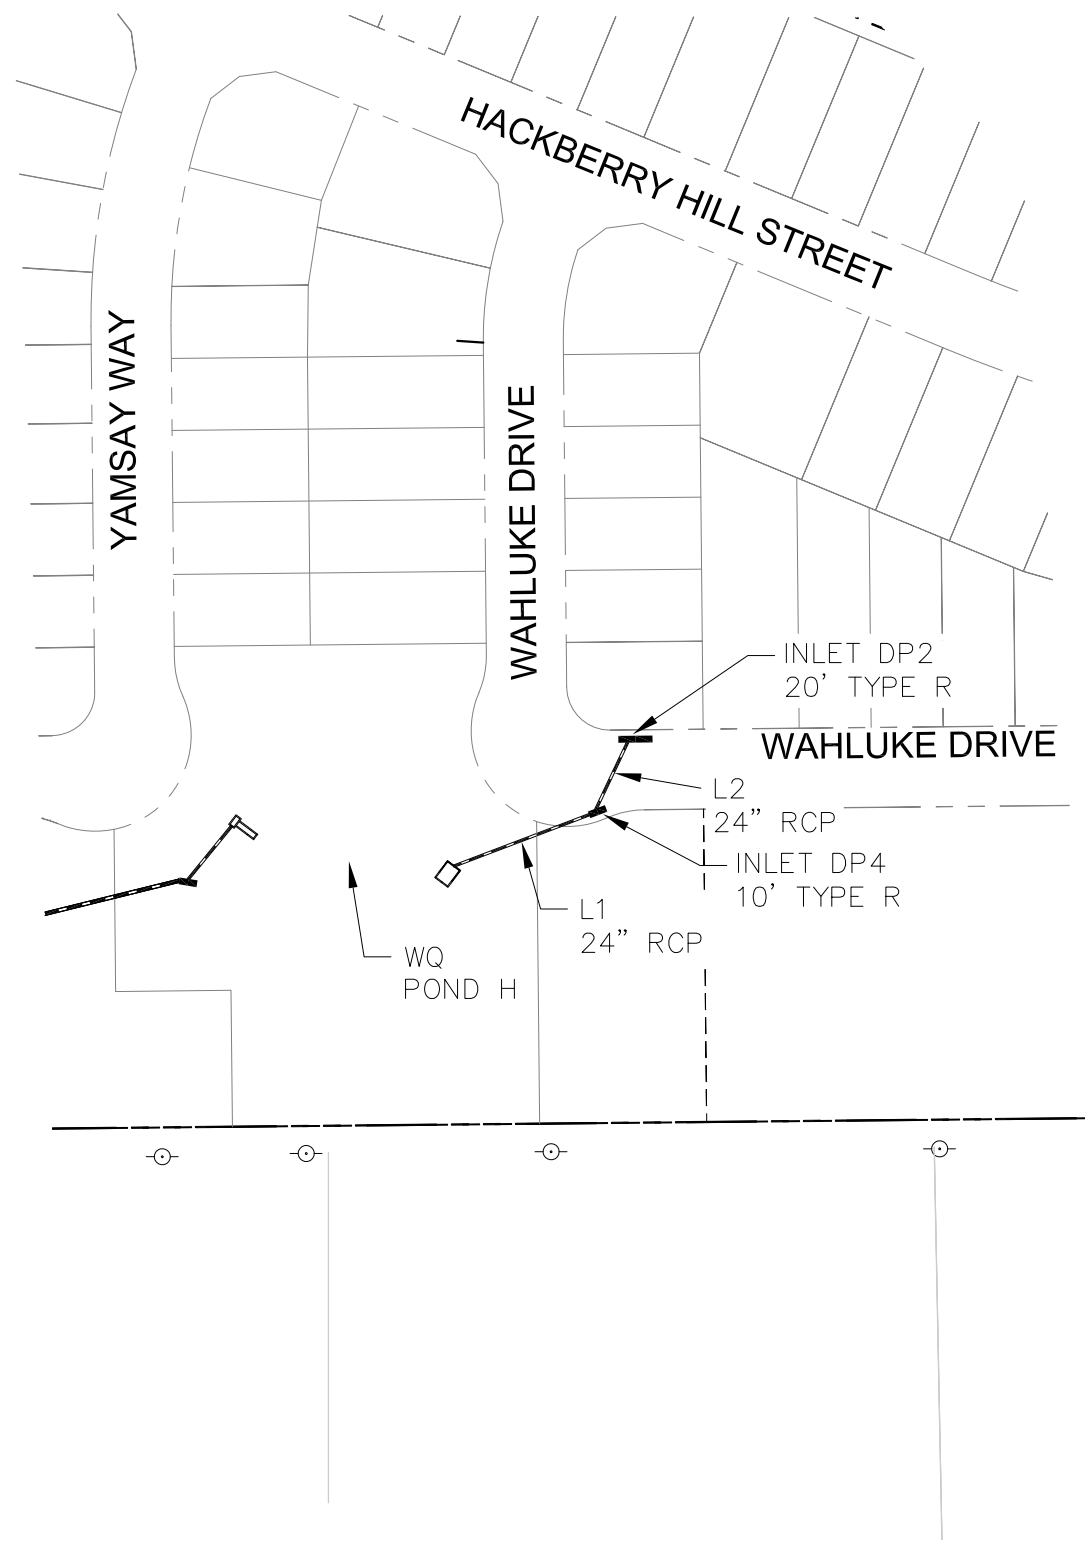 HACKBERRY HILL STREET
YAMSAY WAY
WAHLUKE DRIVE
INLET DP2
20' TYPE R
WAHLUKE DRIVE
L2
24" RCP
INLET DP4
10' TYPE R
L1
24" RCP
WQ
POND H